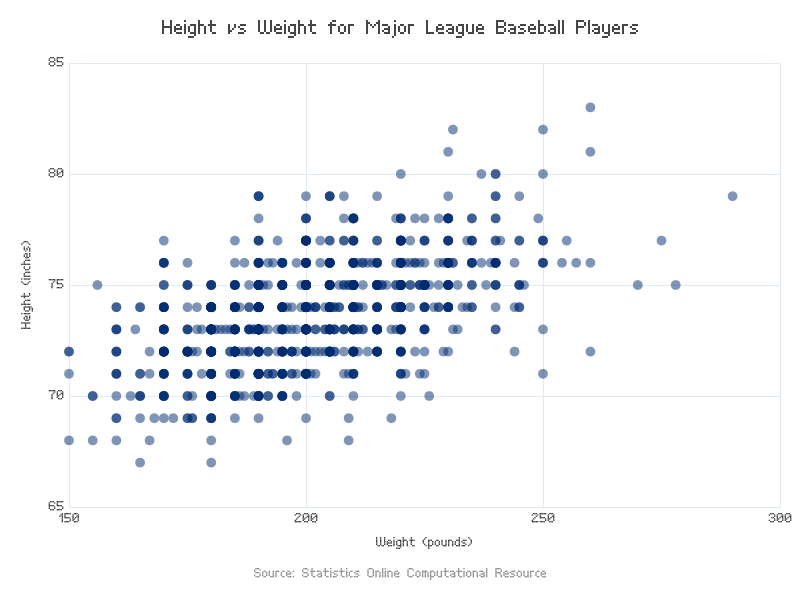 Height vs Weight for Major League Baseball Players
85
80
75
70
65
Height (inches)
150 200 250 300
Weight (pounds)
Source: Statistics Online Computational Resource